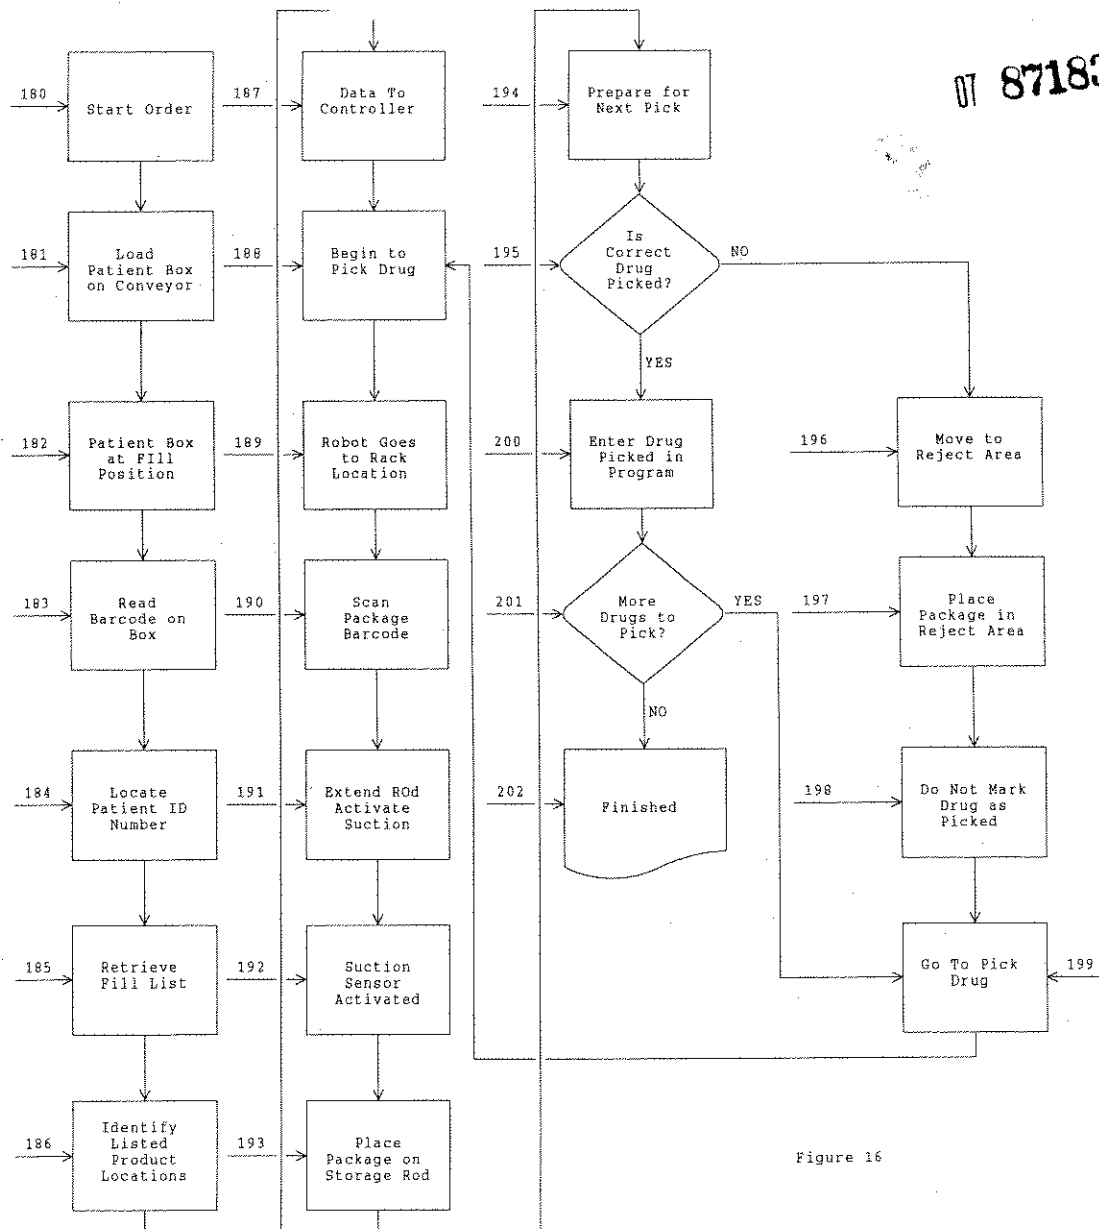 07 87183
180
Start Order
181
Load
Patient Box
on Conveyor
182
Patient Box
at FIll
Position
183
Read
Barcode on
Box
184
Locate
Patient ID
Number
185
Retrieve
Fill List
186
Identify
Listed
Product
Locations
187
Data To
Controller
188
Begin to
Pick Drug
189
Robot Goes
to Rack
Location
190
Scan
Package
Barcode
191
Extend ROd
Activate
Suction
192
Suction
Sensor
Activated
193
Place
Package on
Storage Rod
194
Prepare for
Next Pick
195
Is
Correct
Drug
Picked?
NO
YES
200
Enter Drug
Picked in
Program
201
More
Drugs to
Pick?
YES
NO
202
Finished
196
Move to
Reject Area
197
Place
Package in
Reject Area
198
Do Not Mark
Drug as
Picked
Go To Pick
Drug
199
Figure 16